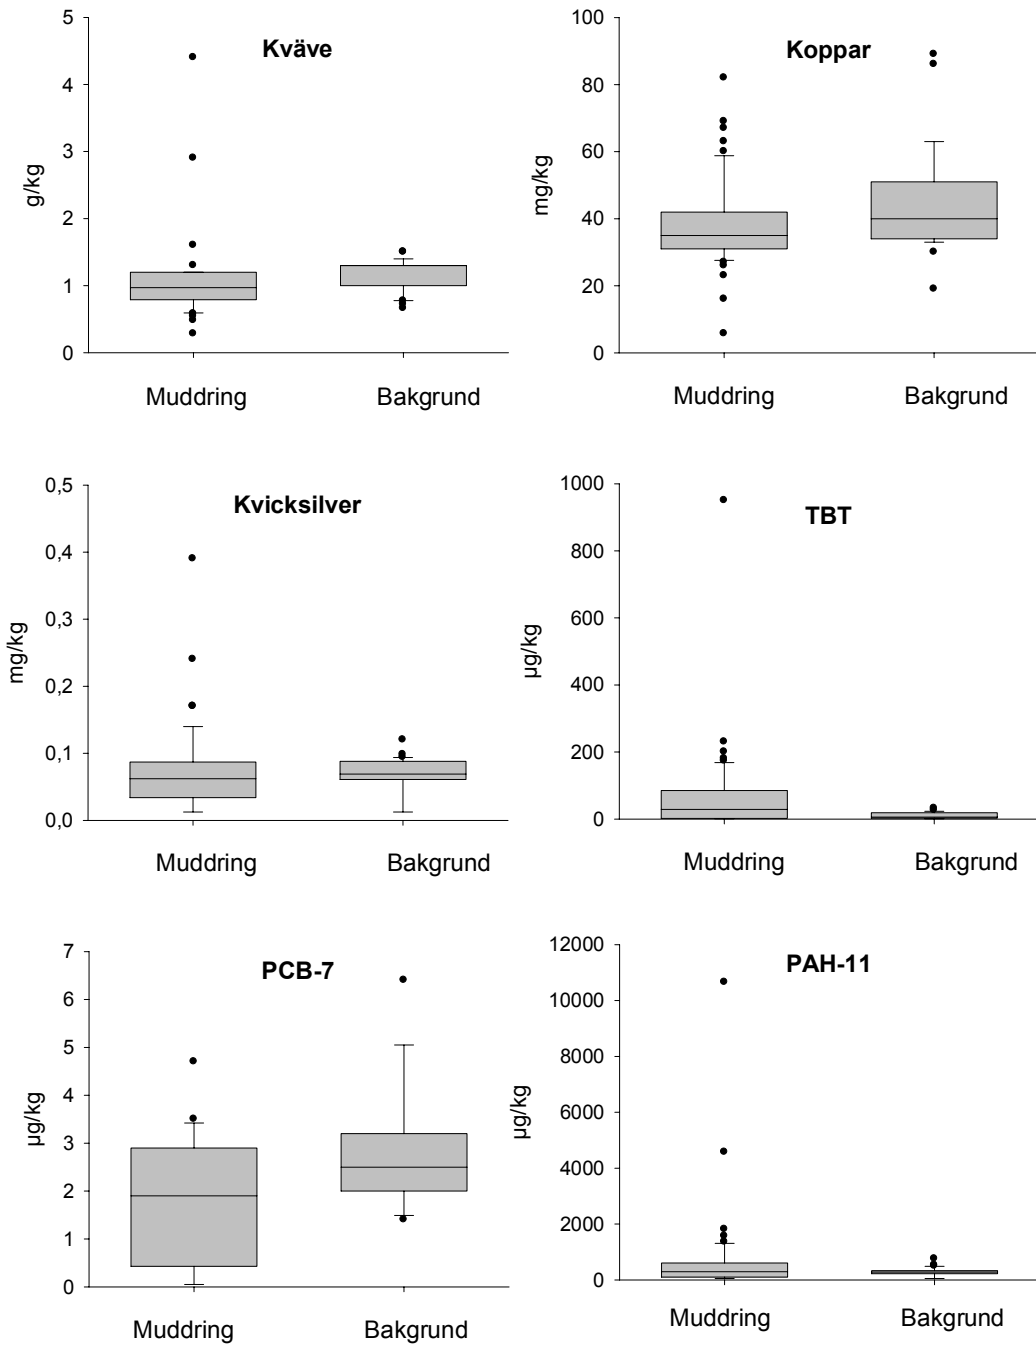 Kväve
g/kg
5
4
3
2
1
0
Muddring
Bakgrund
Koppar
mg/kg
100
80
60
40
20
0
Muddring
Bakgrund
Kvicksilver
mg/kg
0,5
0,4
0,3
0,2
0,1
0,0
Muddring
Bakgrund
TBT
µg/kg
1000
800
600
400
200
0
Muddring
Bakgrund
PCB-7
µg/kg
7
6
5
4
3
2
1
0
Muddring
Bakgrund
PAH-11
µg/kg
12000
10000
8000
6000
4000
2000
0
Muddring
Bakgrund